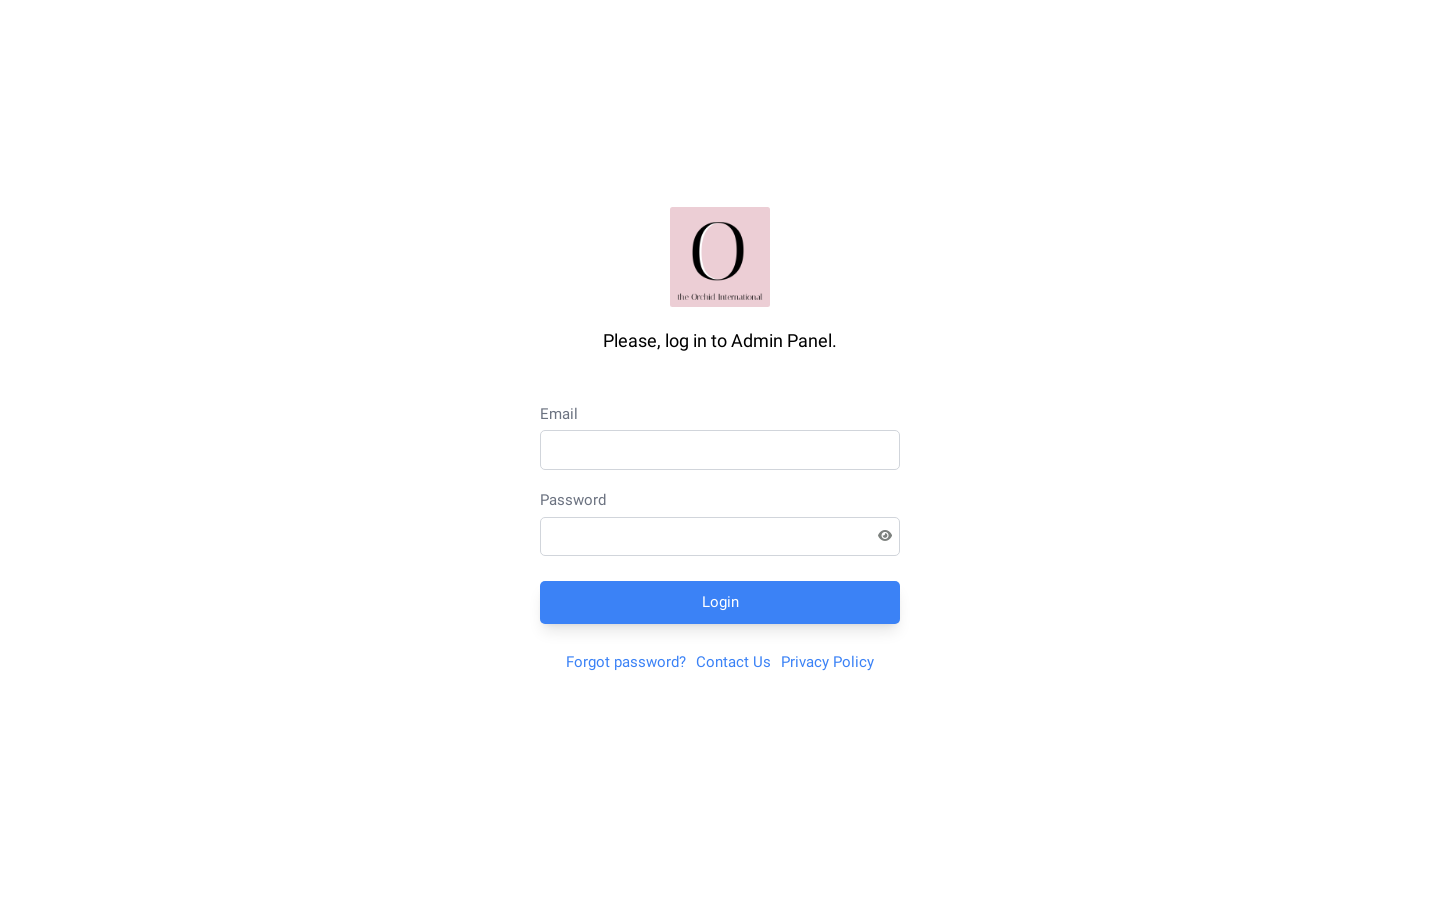 O
the Orchid International
Please, log in to Admin Panel.
Email
Password
Login
Forgot password? Contact Us Privacy Policy